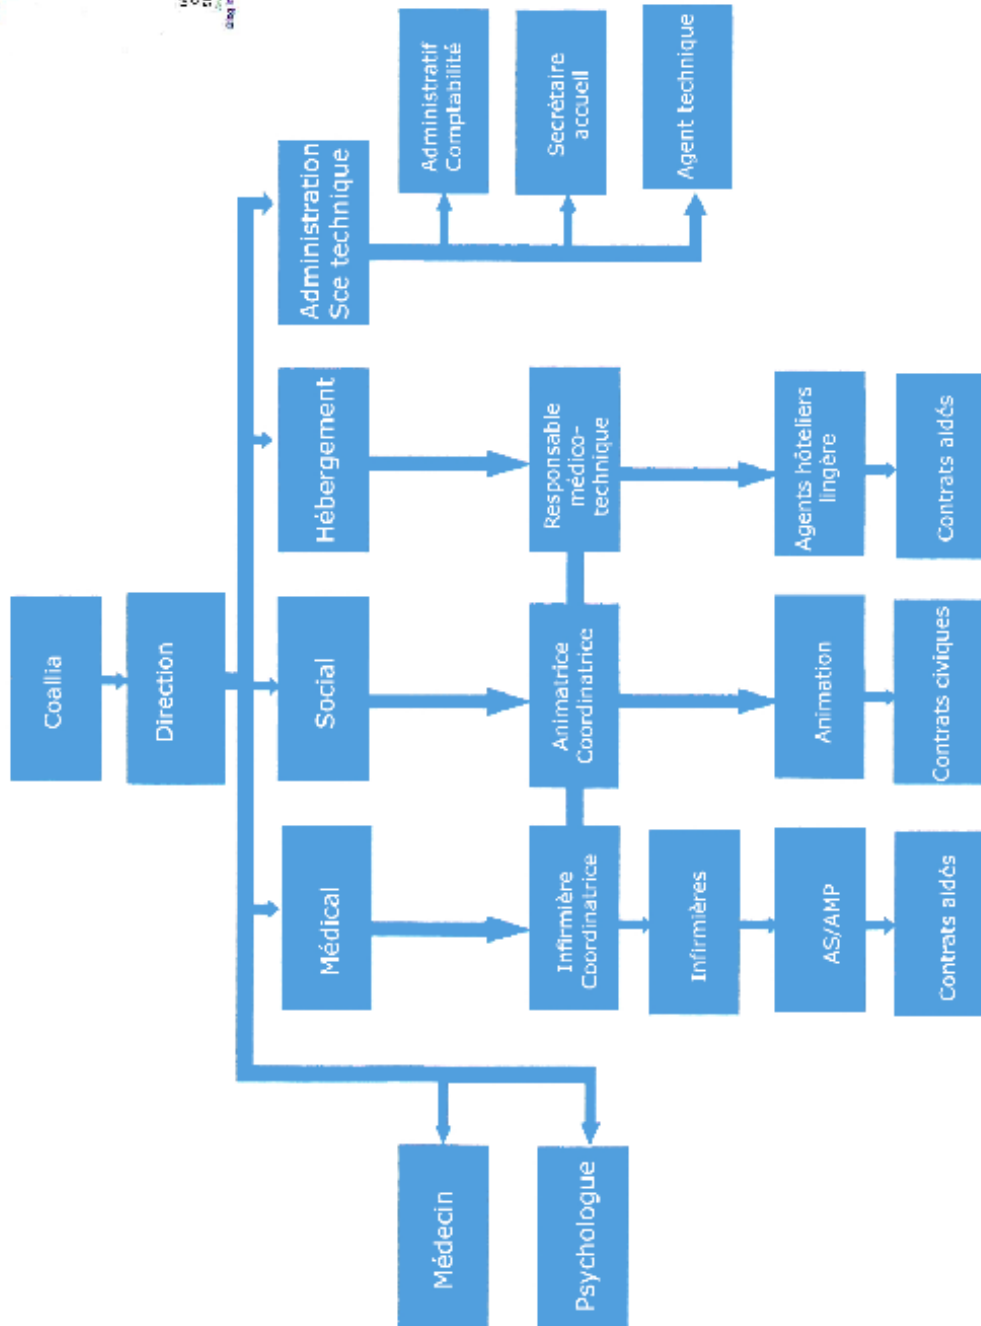 Coallia
Direction
Médical
Social
Hébergement
Administration
Sce technique
Médecin
Psychologue
Administratif
Comptabilité
Secrétaire
accueil
Agent technique
Infirmière
Coordinatrice
Animatrice
Coordinatrice
Responsable
médico-
technique
Infirmières
AS/AMP
Animation
Agents hôteliers
lingère
Contrats aidés
Contrats civiques
Contrats aidés